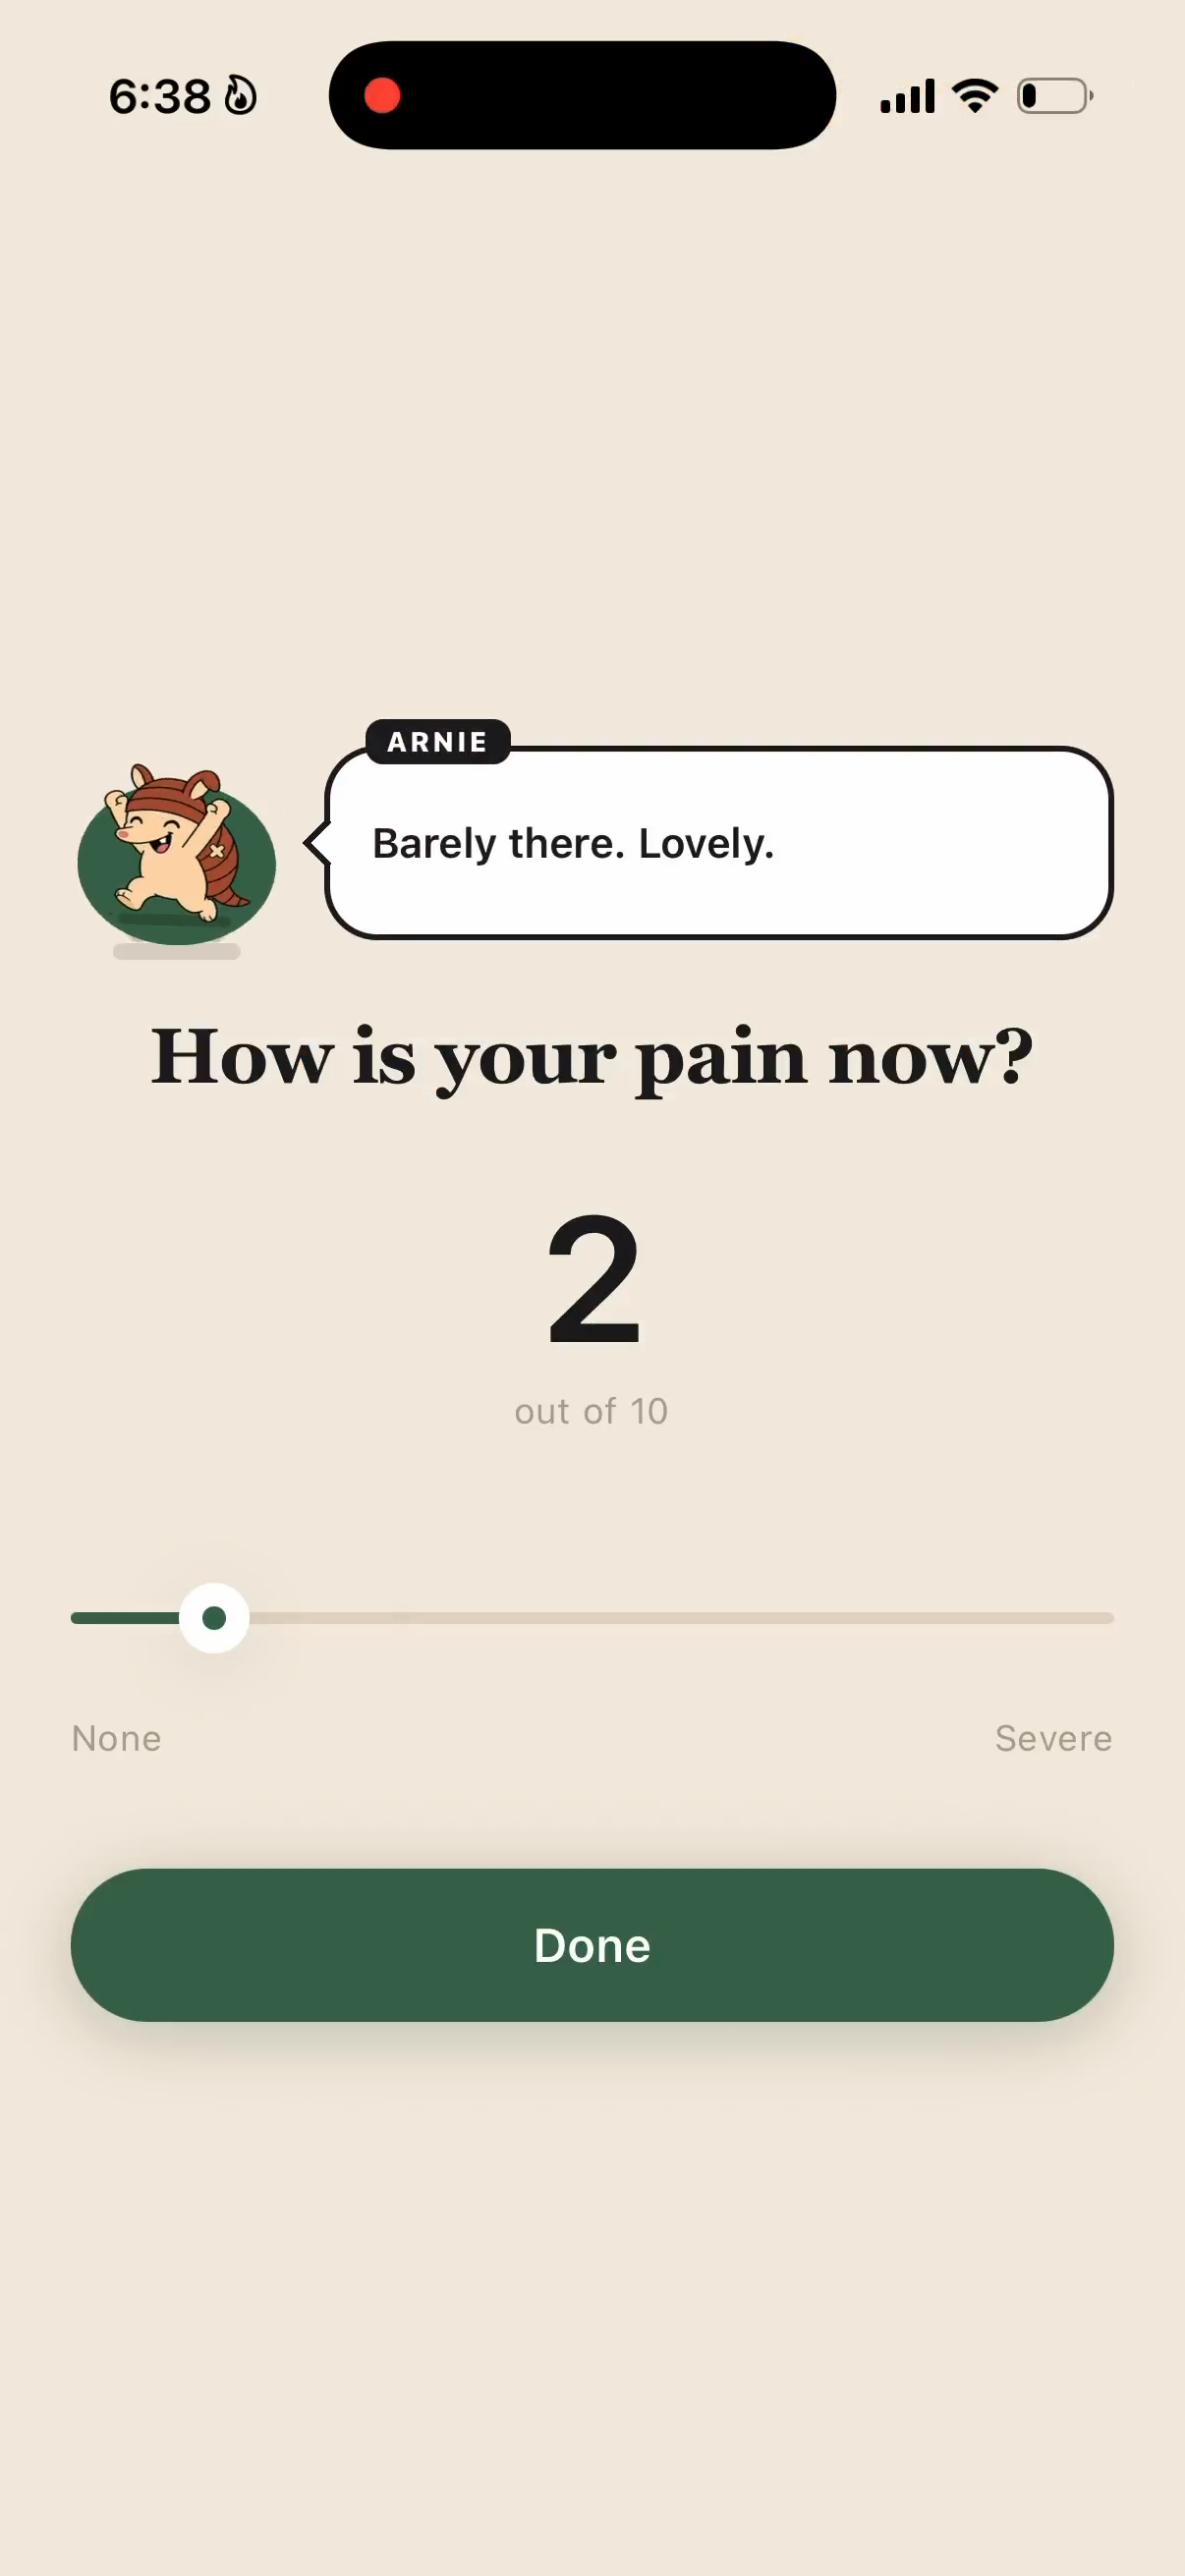 6:38
ARNIE
Barely there. Lovely.
How is your pain now?
2
out of 10
None
Severe
Done